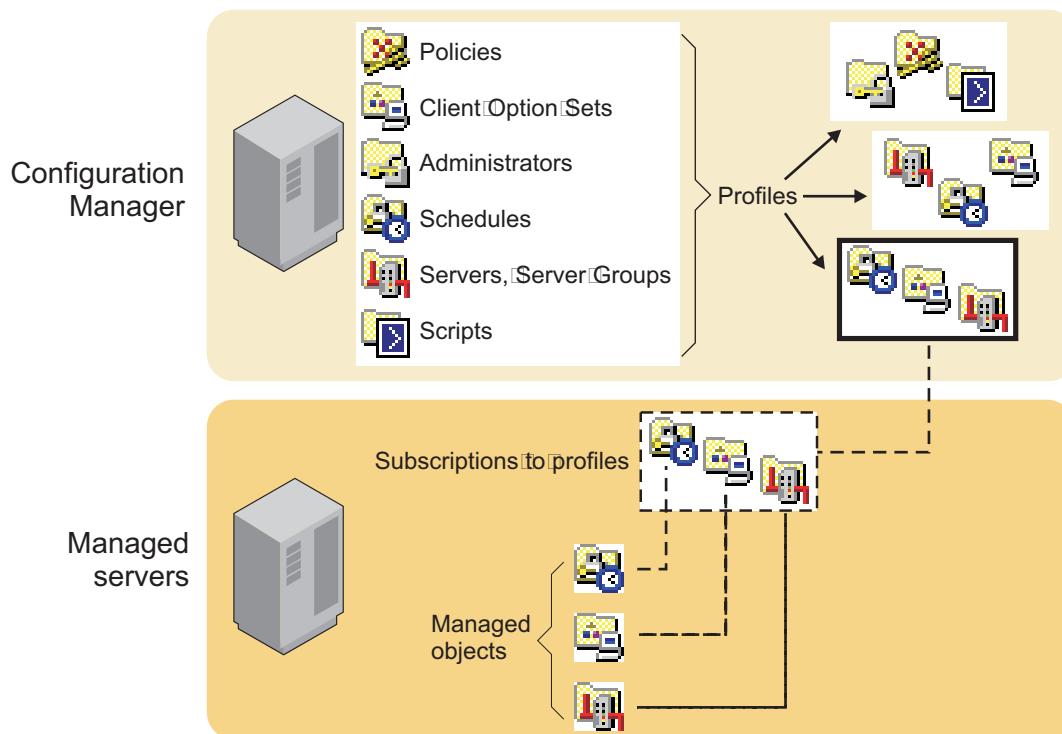 Configuration
Manager
Policies
Client Option Sets
Administrators
Schedules
Servers, Server Groups
Scripts
Profiles
Managed
servers
Subscriptions to profiles
Managed
objects